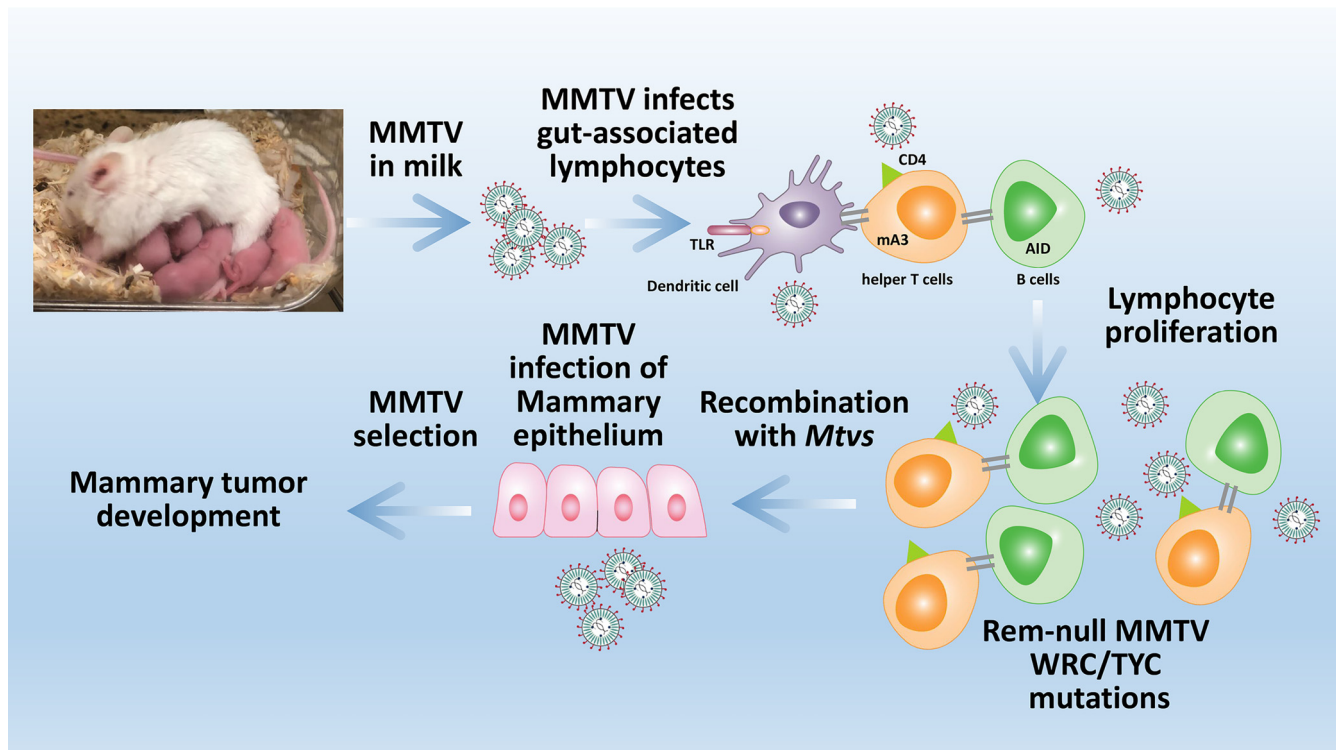 MMTV
in milk
MMTV infects
gut-associated
lymphocytes
CD4
TLR
mA3
AID
Dendritic cell
helper T cells
B cells
Lymphocyte
proliferation
Rem-null MMTV
WRC/TYC
mutations
Recombination
with Mtvs
MMTV
infection of
Mammary
epithelium
MMTV
selection
Mammary tumor
development